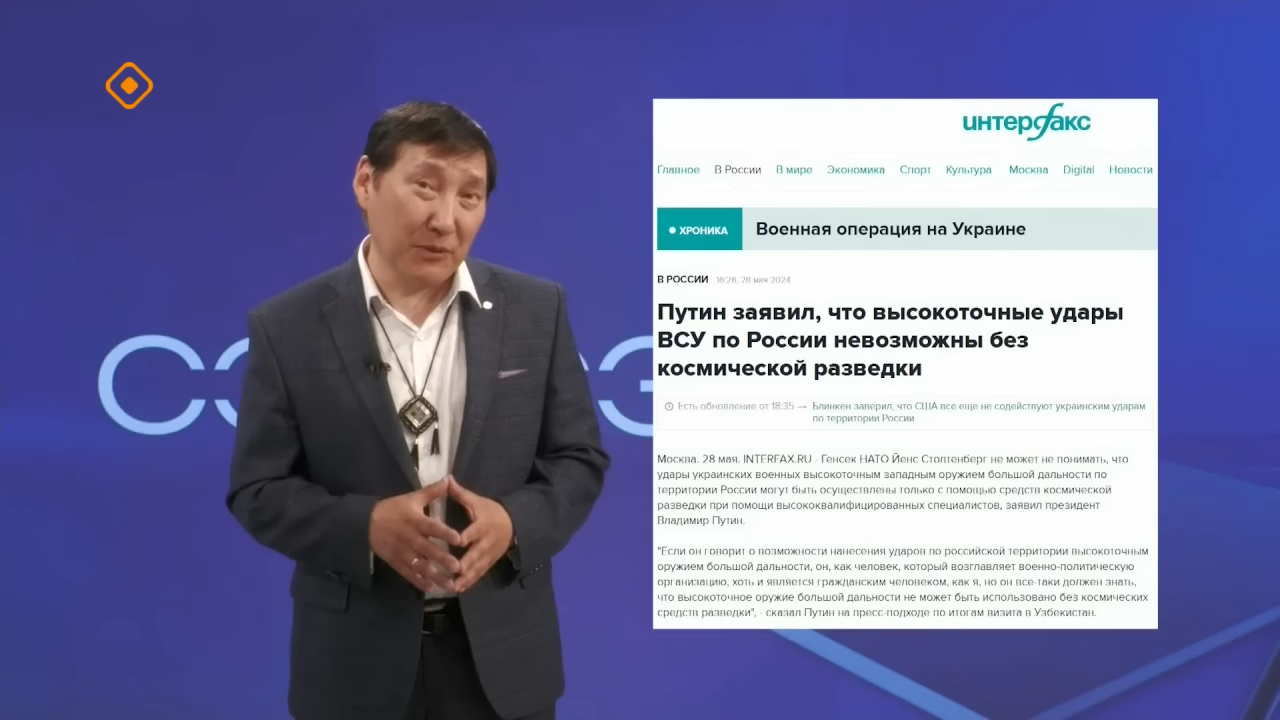 интерфакс
Главное В России В мире Экономика Спорт Культура Москва Digital Новости
ХРОНИКА Военная операция на Украине
В РОССИИ 16:26, 28 мая 2024
Путин заявил, что высокоточные удары
ВСУ по России невозможны без
космической разведки
Есть обновление от 18:35 → Блинкен заверил, что США все еще не содействуют украинским ударам
по территории России
Москва. 28 мая. INTERFAX.RU - Генсек НАТО Йенс Столтенберг не может не понимать, что
удары украинских военных высокоточным западным оружием большой дальности по
территории России могут быть осуществлены только с помощью средств космической
разведки при помощи высококвалифицированных специалистов, заявил президент
Владимир Путин.
"Если он говорит о возможности нанесения ударов по российской территории высокоточным
оружием большой дальности, он, как человек, который возглавляет военно-политическую
организацию, хоть и является гражданским человеком, как я, но он все-таки должен знать,
что высокоточное оружие большой дальности не может быть использовано без космических
средств разведки", - сказал Путин на пресс-подходе по итогам визита в Узбекистан.